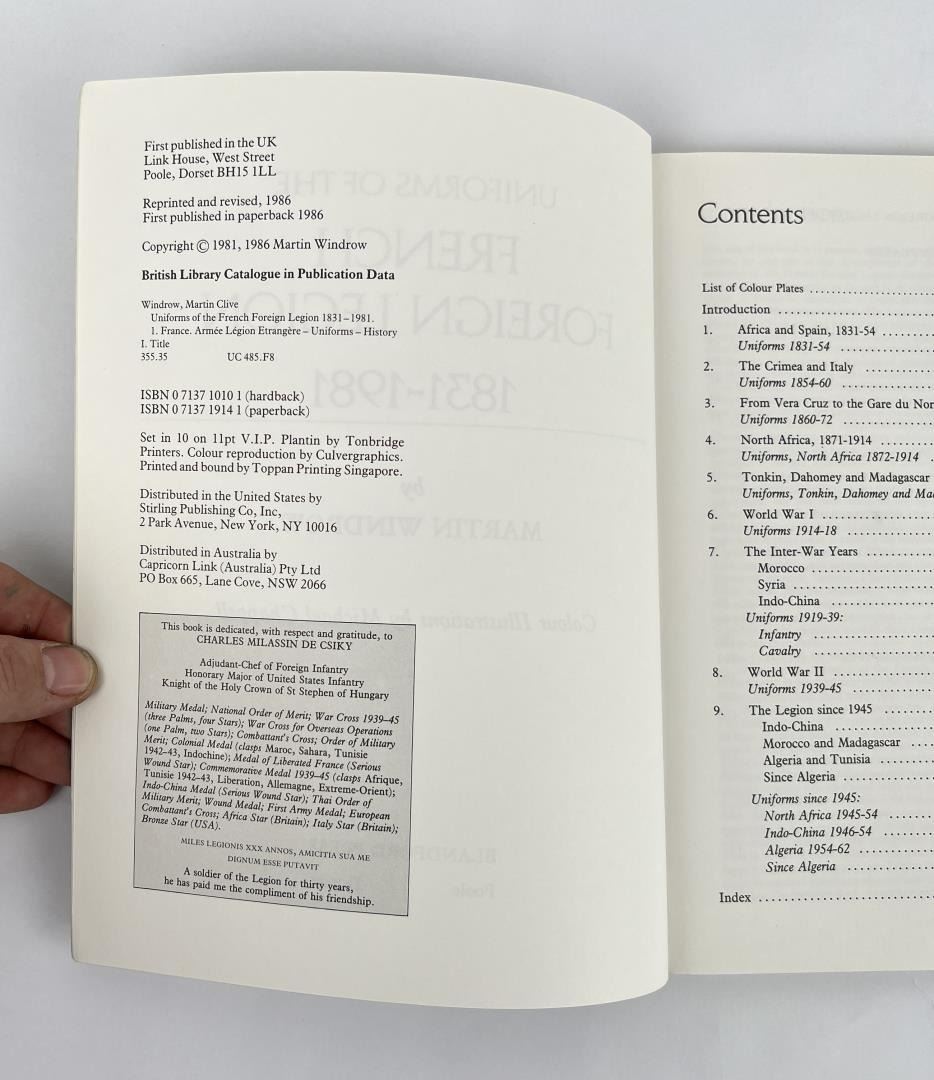 First published in the UK
Link House, West Street
Poole, Dorset BH15 1LL
Reprinted and revised, 1986
First published in paperback 1986
Copyright © 1981, 1986 Martin Windrow
British Library Catalogue in Publication Data
Windrow, Martin Clive
Uniforms of the French Foreign Legion 1831–1981.
1. France. Armée Légion Etrangère – Uniforms – History
I. Title
355.35 UC 485.F8
ISBN 0 7137 1010 1 (hardback)
ISBN 0 7137 1914 1 (paperback)
Set in 10 on 11pt V.I.P. Plantin by Tonbridge
Printers. Colour reproduction by Culvergraphics.
Printed and bound by Toppan Printing Singapore.
Distributed in the United States by
Stirling Publishing Co, Inc,
2 Park Avenue, New York, NY 10016
Distributed in Australia by
Capricorn Link (Australia) Pty Ltd
PO Box 665, Lane Cove, NSW 2066
This book is dedicated, with respect and gratitude, to
CHARLES MILASSIN DE CSIKY
Adjudant-Chef of Foreign Infantry
Honorary Major of United States Infantry
Knight of the Holy Crown of St Stephen of Hungary
Military Medal; National Order of Merit; War Cross 1939–45
(three Palms, four Stars); War Cross for Overseas Operations
(one Palm, two Stars); Combattant's Cross; Order of Military
Merit; Colonial Medal (clasps Maroc, Sahara, Tunisie
1942–43, Indochine); Medal of Liberated France (Serious
Wound Star); Commemorative Medal 1939–45 (clasps Afrique,
Tunisie 1942–43, Liberation, Allemagne, Extreme-Orient);
Indo-China Medal (Serious Wound Star); Thai Order of
Military Merit; Wound Medal; First Army Medal; European
Combattant's Cross; Africa Star (Britain); Italy Star (Britain);
Bronze Star (USA).
MILES LEGIONIS XXX ANNOS, AMICITIA SUA ME
DIGNUM ESSE PUTAVIT
A soldier of the Legion for thirty years,
he has paid me the compliment of his friendship.
Contents
List of Colour Plates
Introduction
1. Africa and Spain, 1831-54
Uniforms 1831-54
2. The Crimea and Italy
Uniforms 1854-60
3. From Vera Cruz to the Gare du Nor
Uniforms 1860-72
4. North Africa, 1871-1914
Uniforms, North Africa 1872-1914
5. Tonkin, Dahomey and Madagascar
Uniforms, Tonkin, Dahomey and Ma
6. World War I
Uniforms 1914-18
7. The Inter-War Years
Morocco
Syria
Indo-China
Uniforms 1919-39:
Infantry
Cavalry
8. World War II
Uniforms 1939-45
9. The Legion since 1945
Indo-China
Morocco and Madagascar
Algeria and Tunisia
Since Algeria
Uniforms since 1945:
North Africa 1945-54
Indo-China 1946-54
Algeria 1954-62
Since Algeria
Index